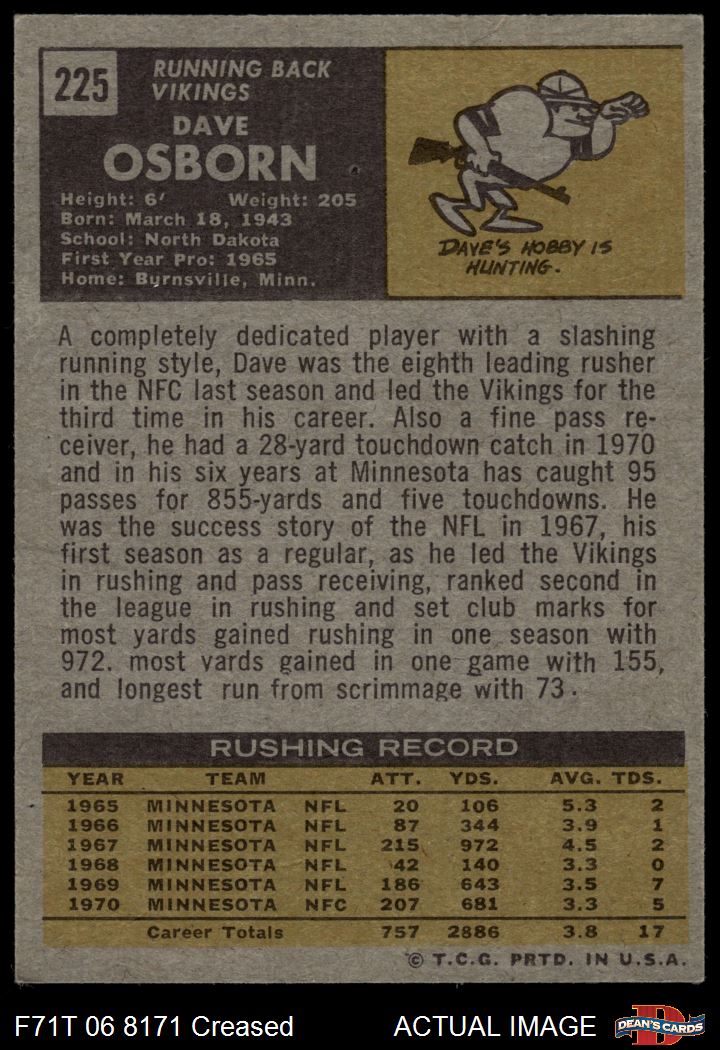 225
RUNNING BACK
VIKINGS
DAVE
OSBORN
Height: 6' Weight: 205
Born: March 18, 1943
School: North Dakota
First Year Pro: 1965
Home: Burnsville, Minn.
DAVE'S HOBBY IS
HUNTING.
A completely dedicated player with a slashing
running style, Dave was the eighth leading rusher
in the NFC last season and led the Vikings for the
third time in his career. Also a fine pass re-
ceiver, he had a 28-yard touchdown catch in 1970
and in his six years at Minnesota has caught 95
passes for 855-yards and five touchdowns. He
was the success story of the NFL in 1967, his
first season as a regular, as he led the Vikings
in rushing and pass receiving, ranked second in
the league in rushing and set club marks for
most yards gained rushing in one season with
972. most yards gained in one game with 155,
and longest run from scrimmage with 73.
RUSHING RECORD
YEAR TEAM ATT. YDS. AVG. TDS.
1965 MINNESOTA NFL 20 106 5.3 2
1966 MINNESOTA NFL 87 344 3.9 1
1967 MINNESOTA NFL 215 972 4.5 2
1968 MINNESOTA NFL 42 140 3.3 0
1969 MINNESOTA NFL 186 643 3.5 7
1970 MINNESOTA NFC 207 681 3.3 5
Career Totals 757 2886 3.8 17
© T.C.G. PRTD. IN U.S.A.
F71T 06 8171 Creased ACTUAL IMAGE
D
DEAN'S CARDS